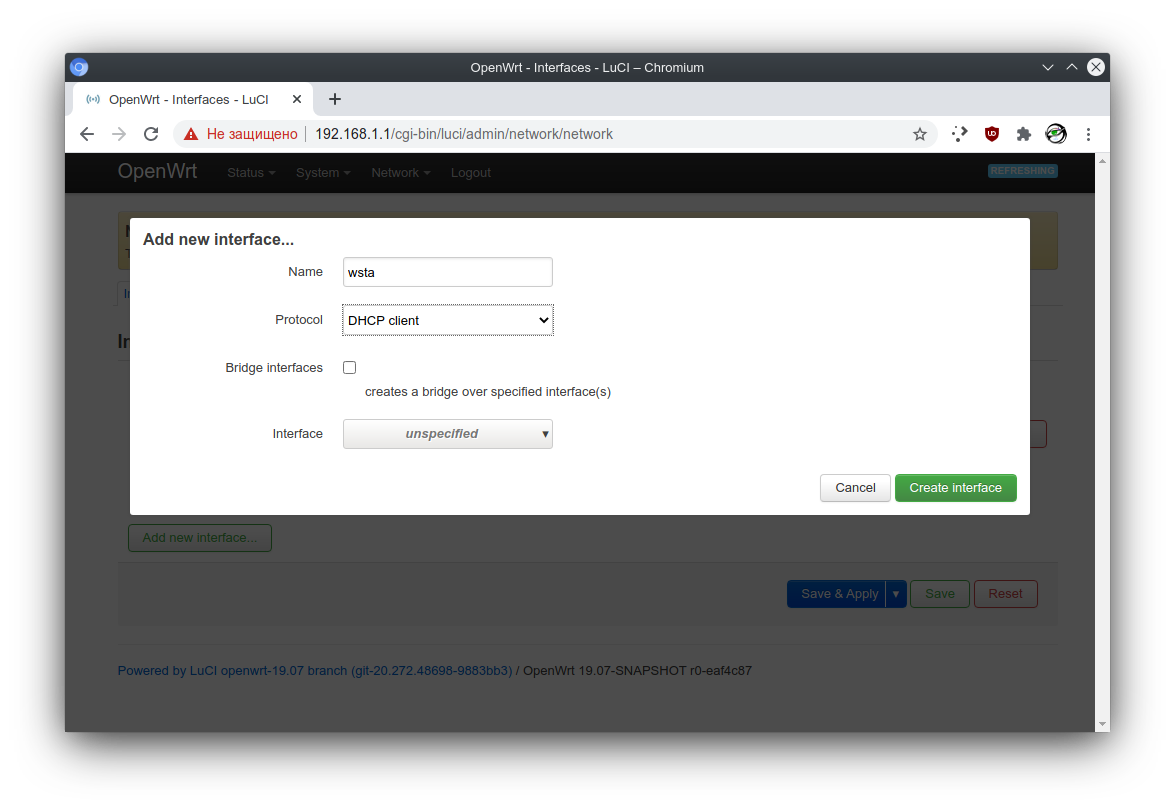 OpenWrt - Interfaces - LuCI – Chromium
OpenWrt - Interfaces - LuCI
Не защищено 192.168.1.1/cgi-bin/luci/admin/network/network
OpenWrt Status System Network Logout REFRESHING
Add new interface...
Name wsta
Protocol DHCP client
Bridge interfaces
creates a bridge over specified interface(s)
Interface unspecified
Cancel Create interface
Add new interface...
Save & Apply Save Reset
Powered by LuCI openwrt-19.07 branch (git-20.272.48698-9883bb3) / OpenWrt 19.07-SNAPSHOT r0-eaf4c87